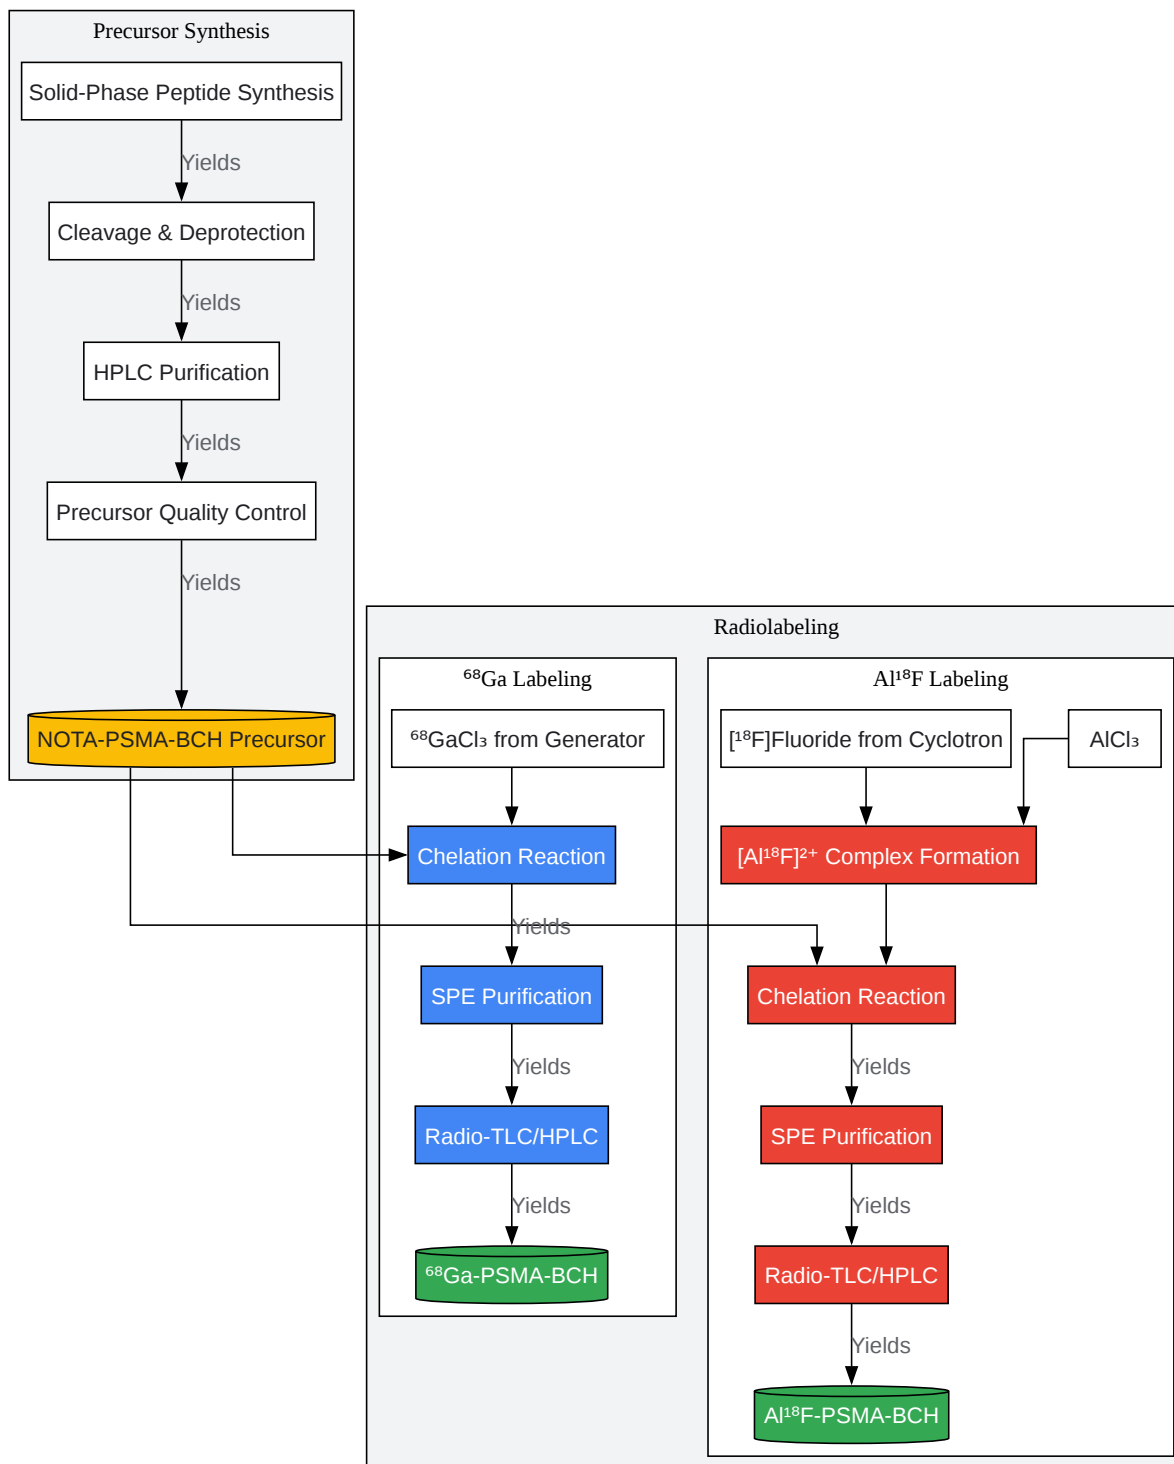 Precursor Synthesis
Solid-Phase Peptide Synthesis
Yields
Cleavage & Deprotection
Yields
HPLC Purification
Yields
Precursor Quality Control
Yields
NOTA-PSMA-BCH Precursor
Radiolabeling
⁶⁸Ga Labeling
⁶⁸GaCl₃ from Generator
Chelation Reaction
Yields
SPE Purification
Yields
Radio-TLC/HPLC
Yields
⁶⁸Ga-PSMA-BCH
Al¹⁸F Labeling
[¹⁸F]Fluoride from Cyclotron
AlCl₃
[Al¹⁸F]²⁺ Complex Formation
Chelation Reaction
Yields
SPE Purification
Yields
Radio-TLC/HPLC
Yields
Al¹⁸F-PSMA-BCH